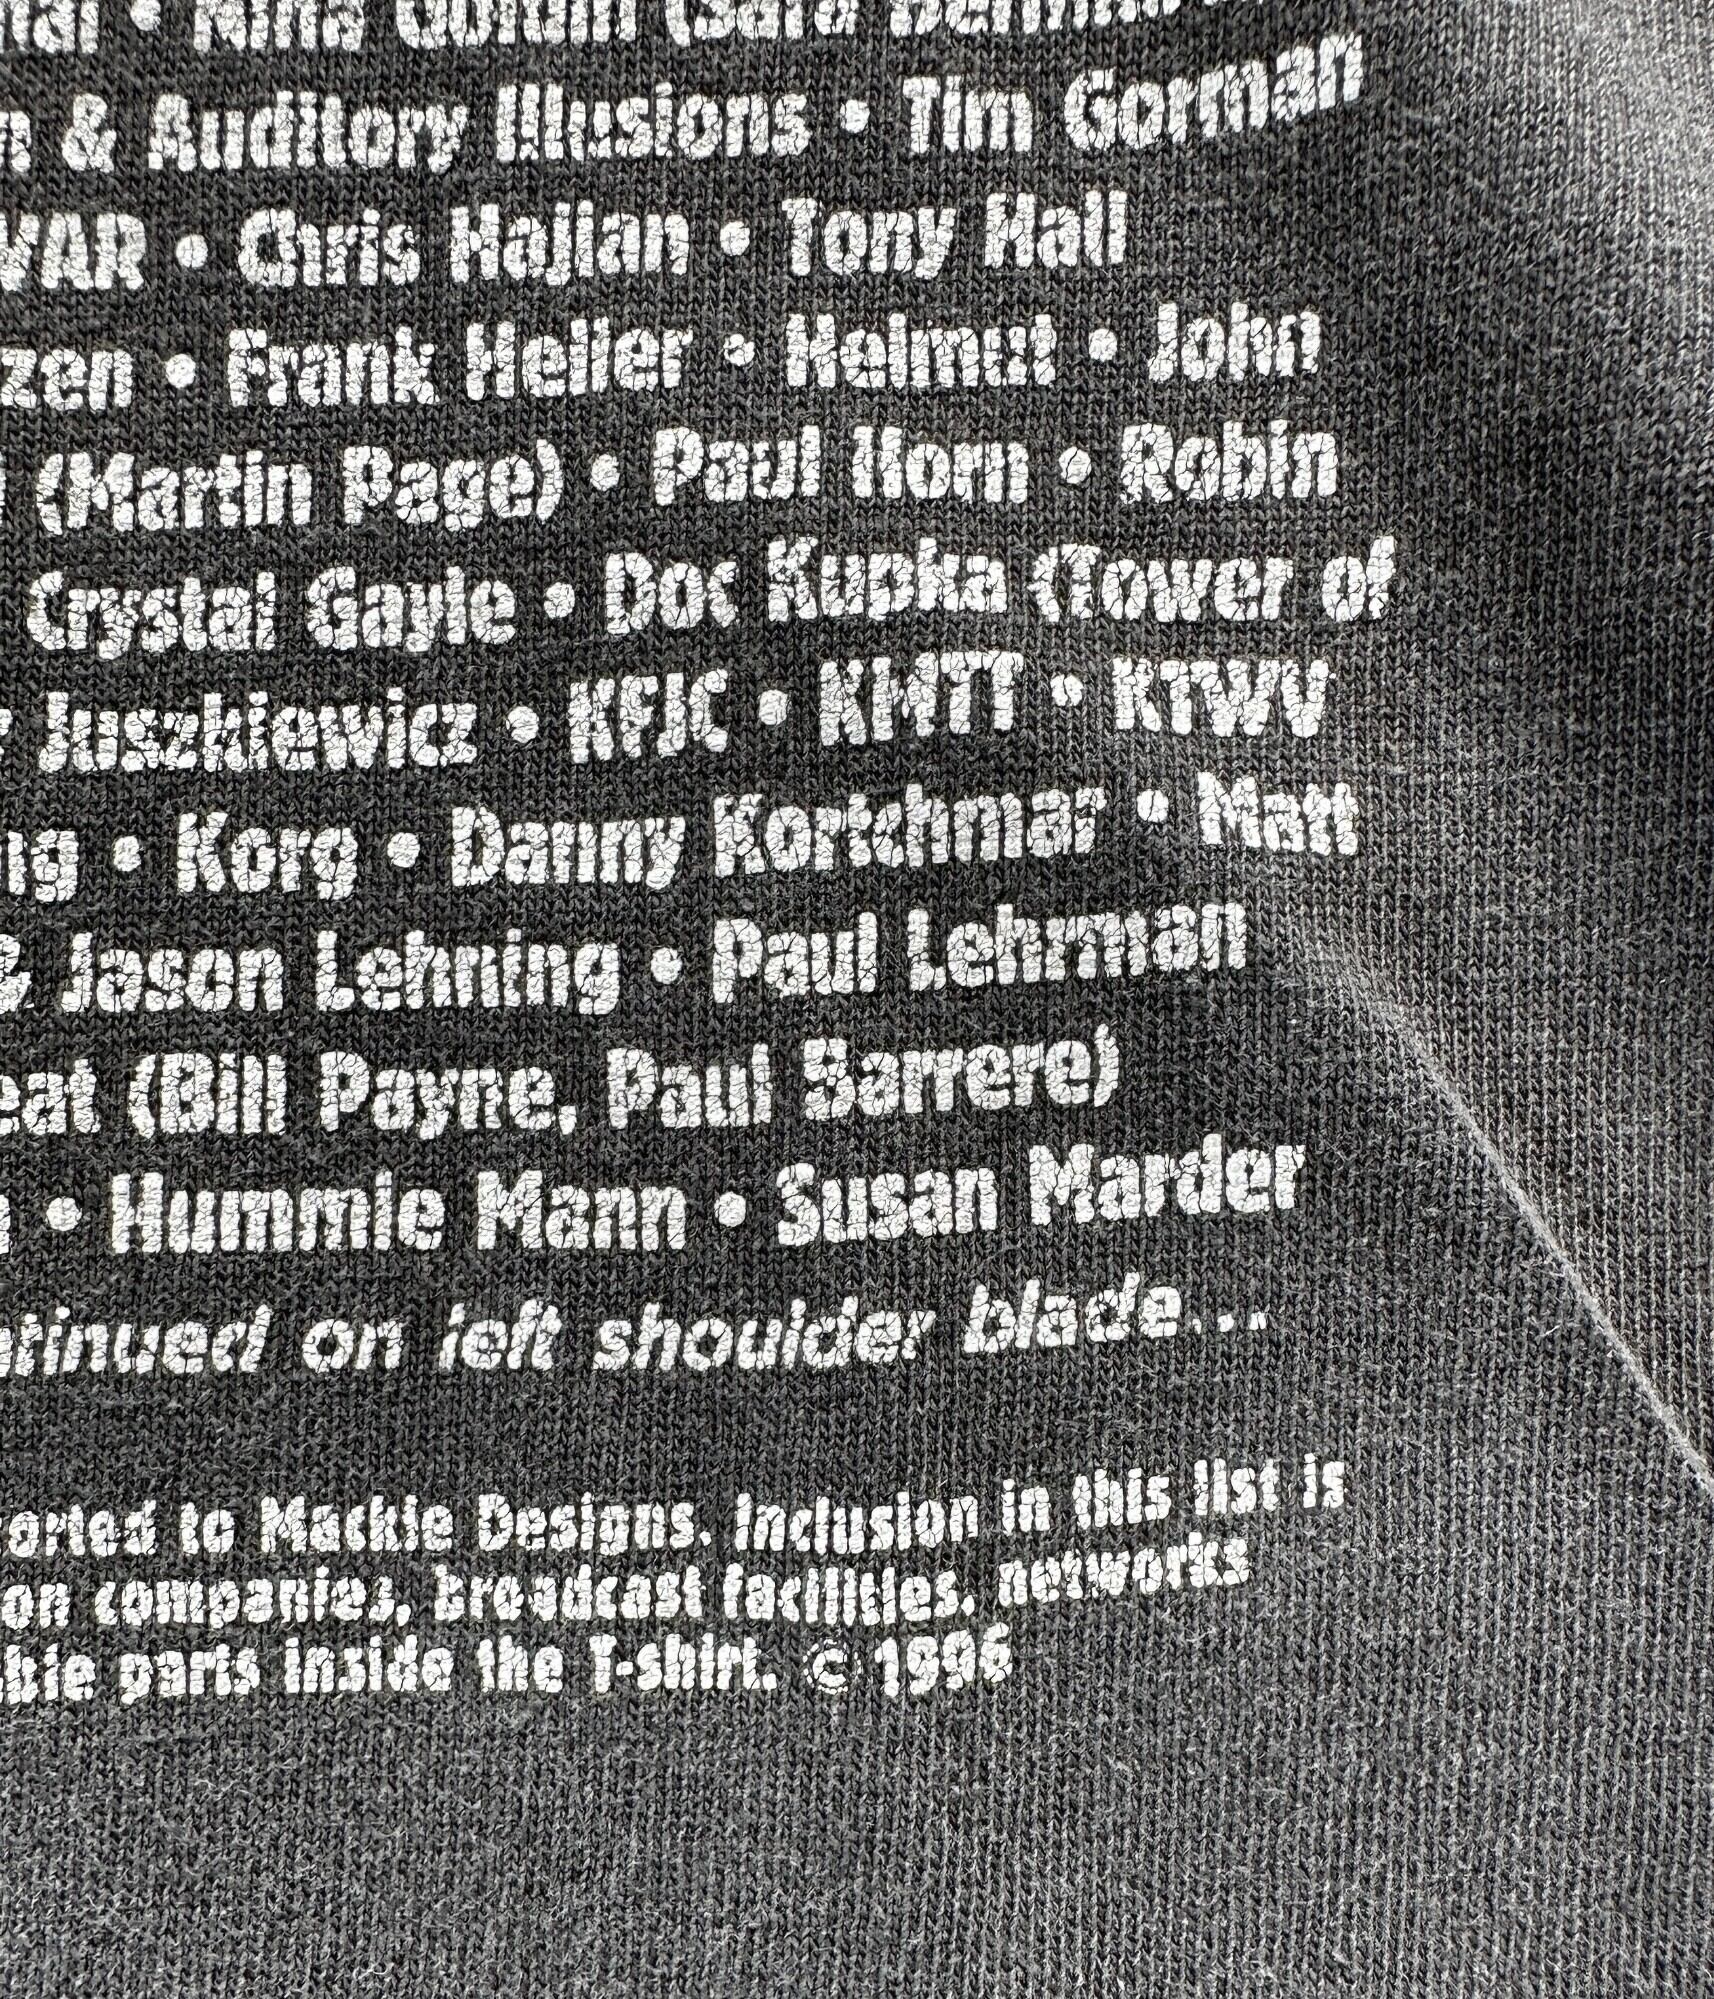 & Auditory Illusions • Tim Gorman
WAR • Chris Hajian • Tony Hall
zen • Frank Heller • Helmut • John
(Martin Page) • Paul Horn • Robin
Crystal Gayle • Doc Kupka (Tower of
Juszkiewicz • KFJC • KMTT • KTWV
ng • Korg • Danny Kortchmar • Matt
& Jason Lehning • Paul Lehrman
eat (Bill Payne, Paul Barrere)
• Hummie Mann • Susan Marder
tinued on left shoulder blade...
orted to Mackie Designs. Inclusion in this list is
on companies, broadcast facilities, networks
parts inside the T-shirt. © 1996